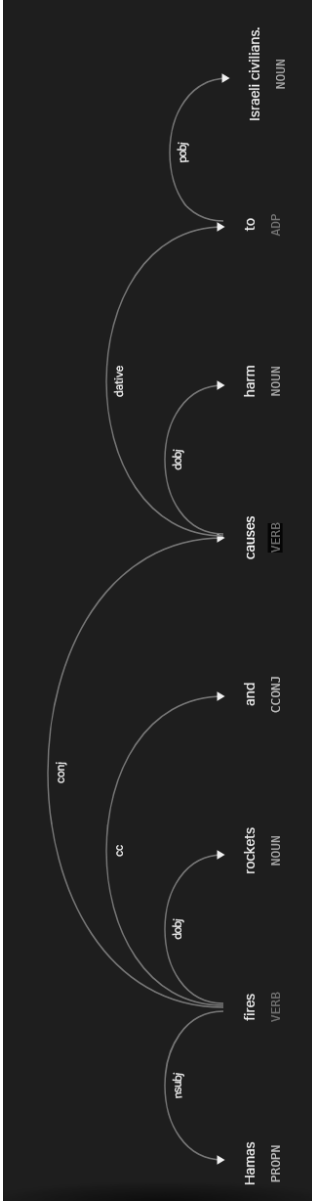 Hamas fires rockets and causes harm to Israeli civilians.
PROPN VERB NOUN CCONJ VERB NOUN ADP NOUN
nsubj dobj cc conj dobj dative pobj